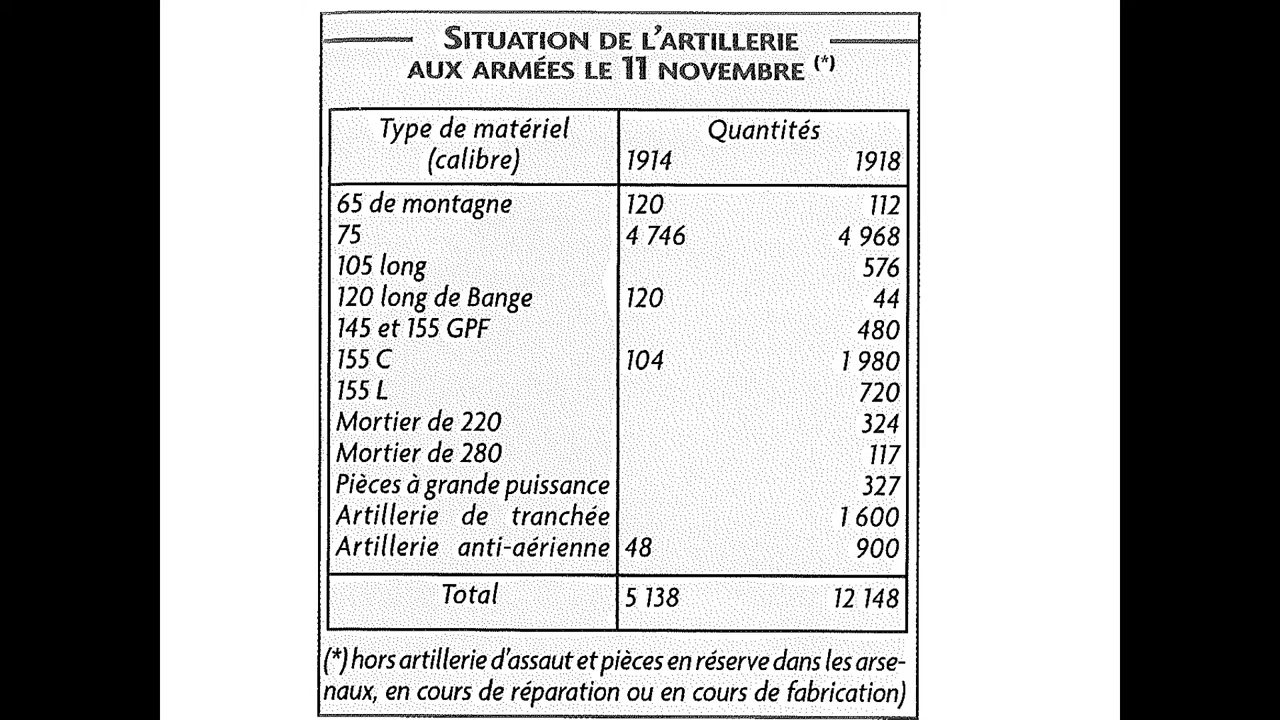 SITUATION DE L'ARTILLERIE
AUX ARMÉES LE 11 NOVEMBRE (*)
Type de matériel Quantités
(calibre) 1914 1918
65 de montagne 120 112
75 4 746 4 968
105 long 576
120 long de Bange 120 44
145 et 155 GPF 480
155 C 104 1 980
155 L 720
Mortier de 220 324
Mortier de 280 117
Pièces à grande puissance 327
Artillerie de tranchée 1 600
Artillerie anti-aérienne 48 900
Total 5 138 12 148
(*) hors artillerie d'assaut et pièces en réserve dans les arse-
naux, en cours de réparation ou en cours de fabrication)